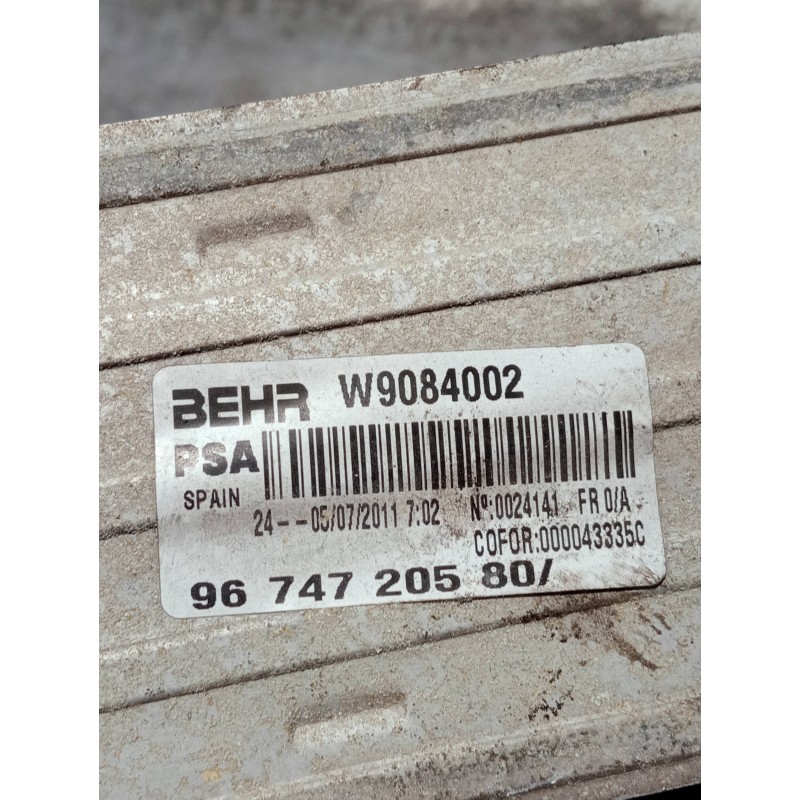 BEHR W9084002
PSA
SPAIN
24--05/07/2011 7:02 Nº:0024141 FR 0/A
COFOR:000043335C
96 747 205 80/